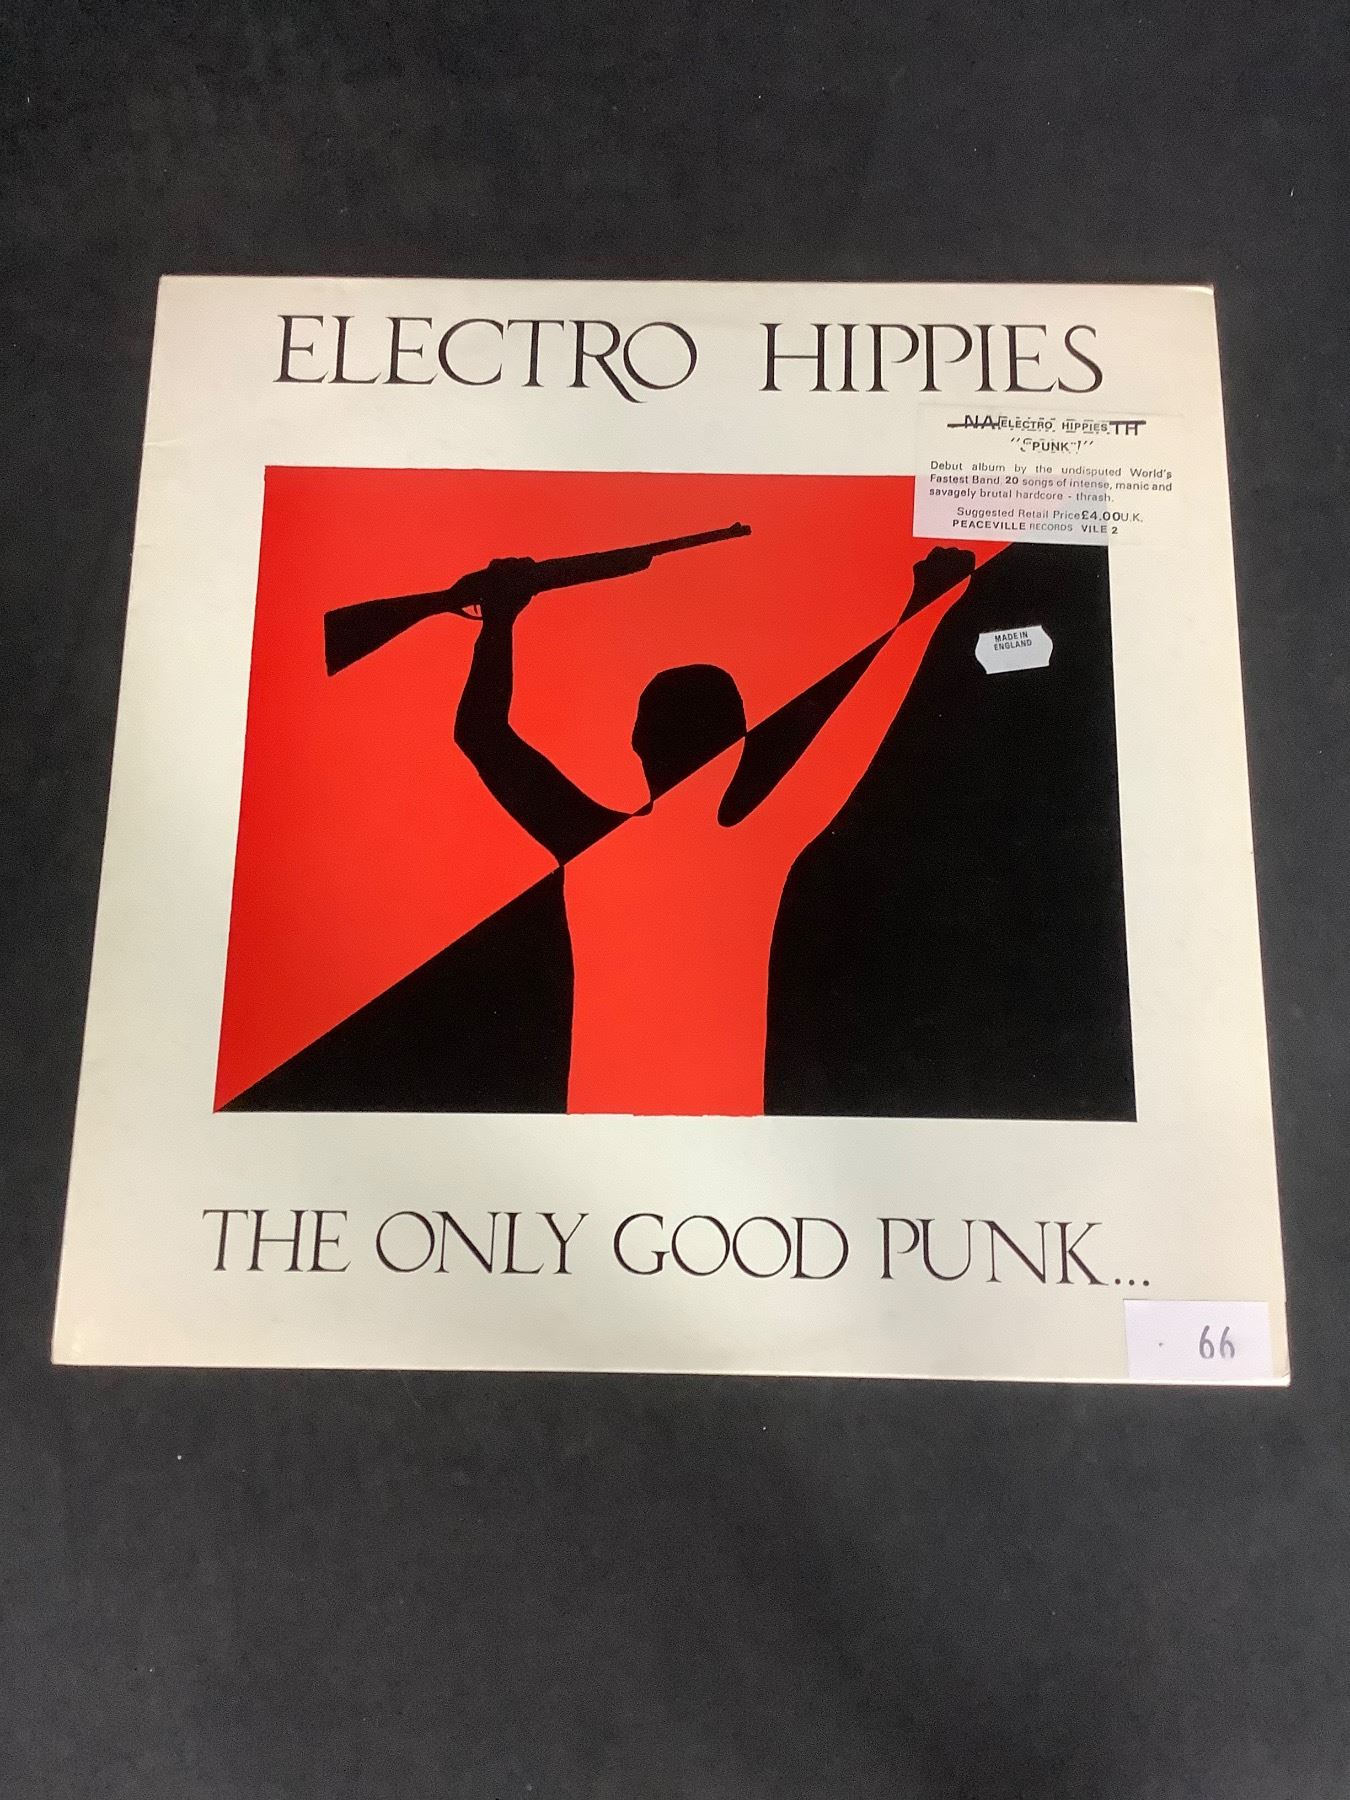 ELECTRO HIPPIES
ELECTRO HIPPIES
PUNK
Debut album by the undisputed World's
Fastest Band. 20 songs of intense, manic and
savagely brutal hardcore - thrash.
Suggested Retail Price £4.00 U.K.
PEACEVILLE RECORDS VILE 2
MADE IN
ENGLAND
THE ONLY GOOD PUNK...
66